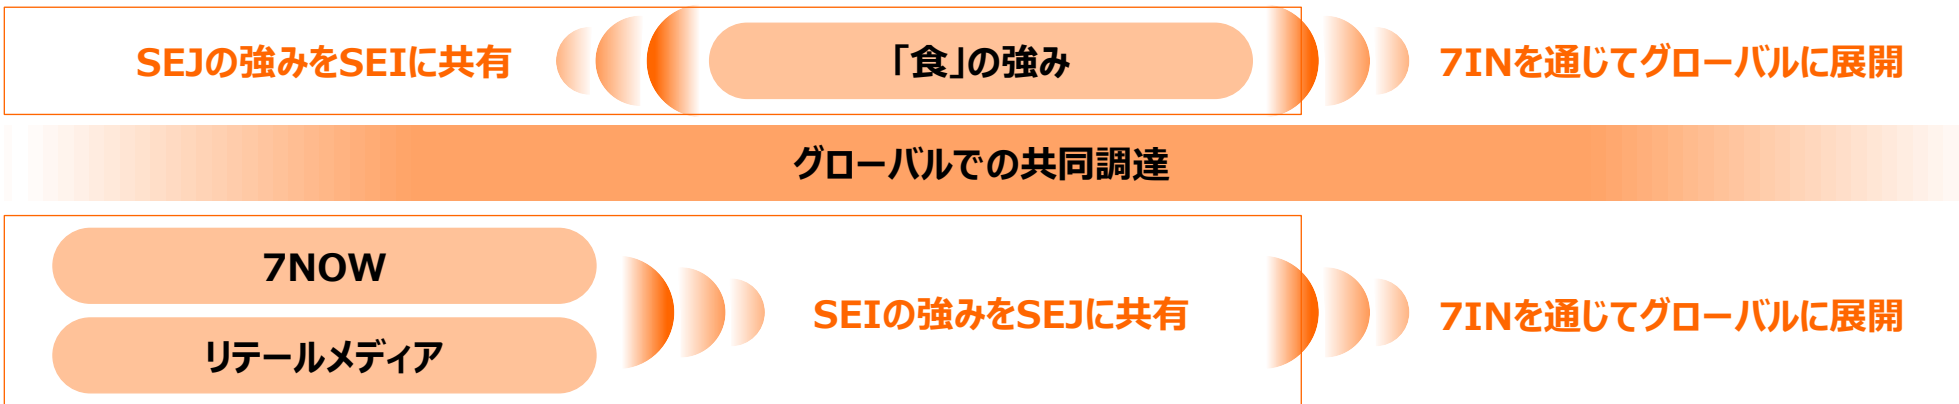 SEJの強みをSEIに共有
「食」の強み
7INを通じてグローバルに展開
グローバルでの共同調達
7NOW
リテールメディア
SEIの強みをSEJに共有
7INを通じてグローバルに展開